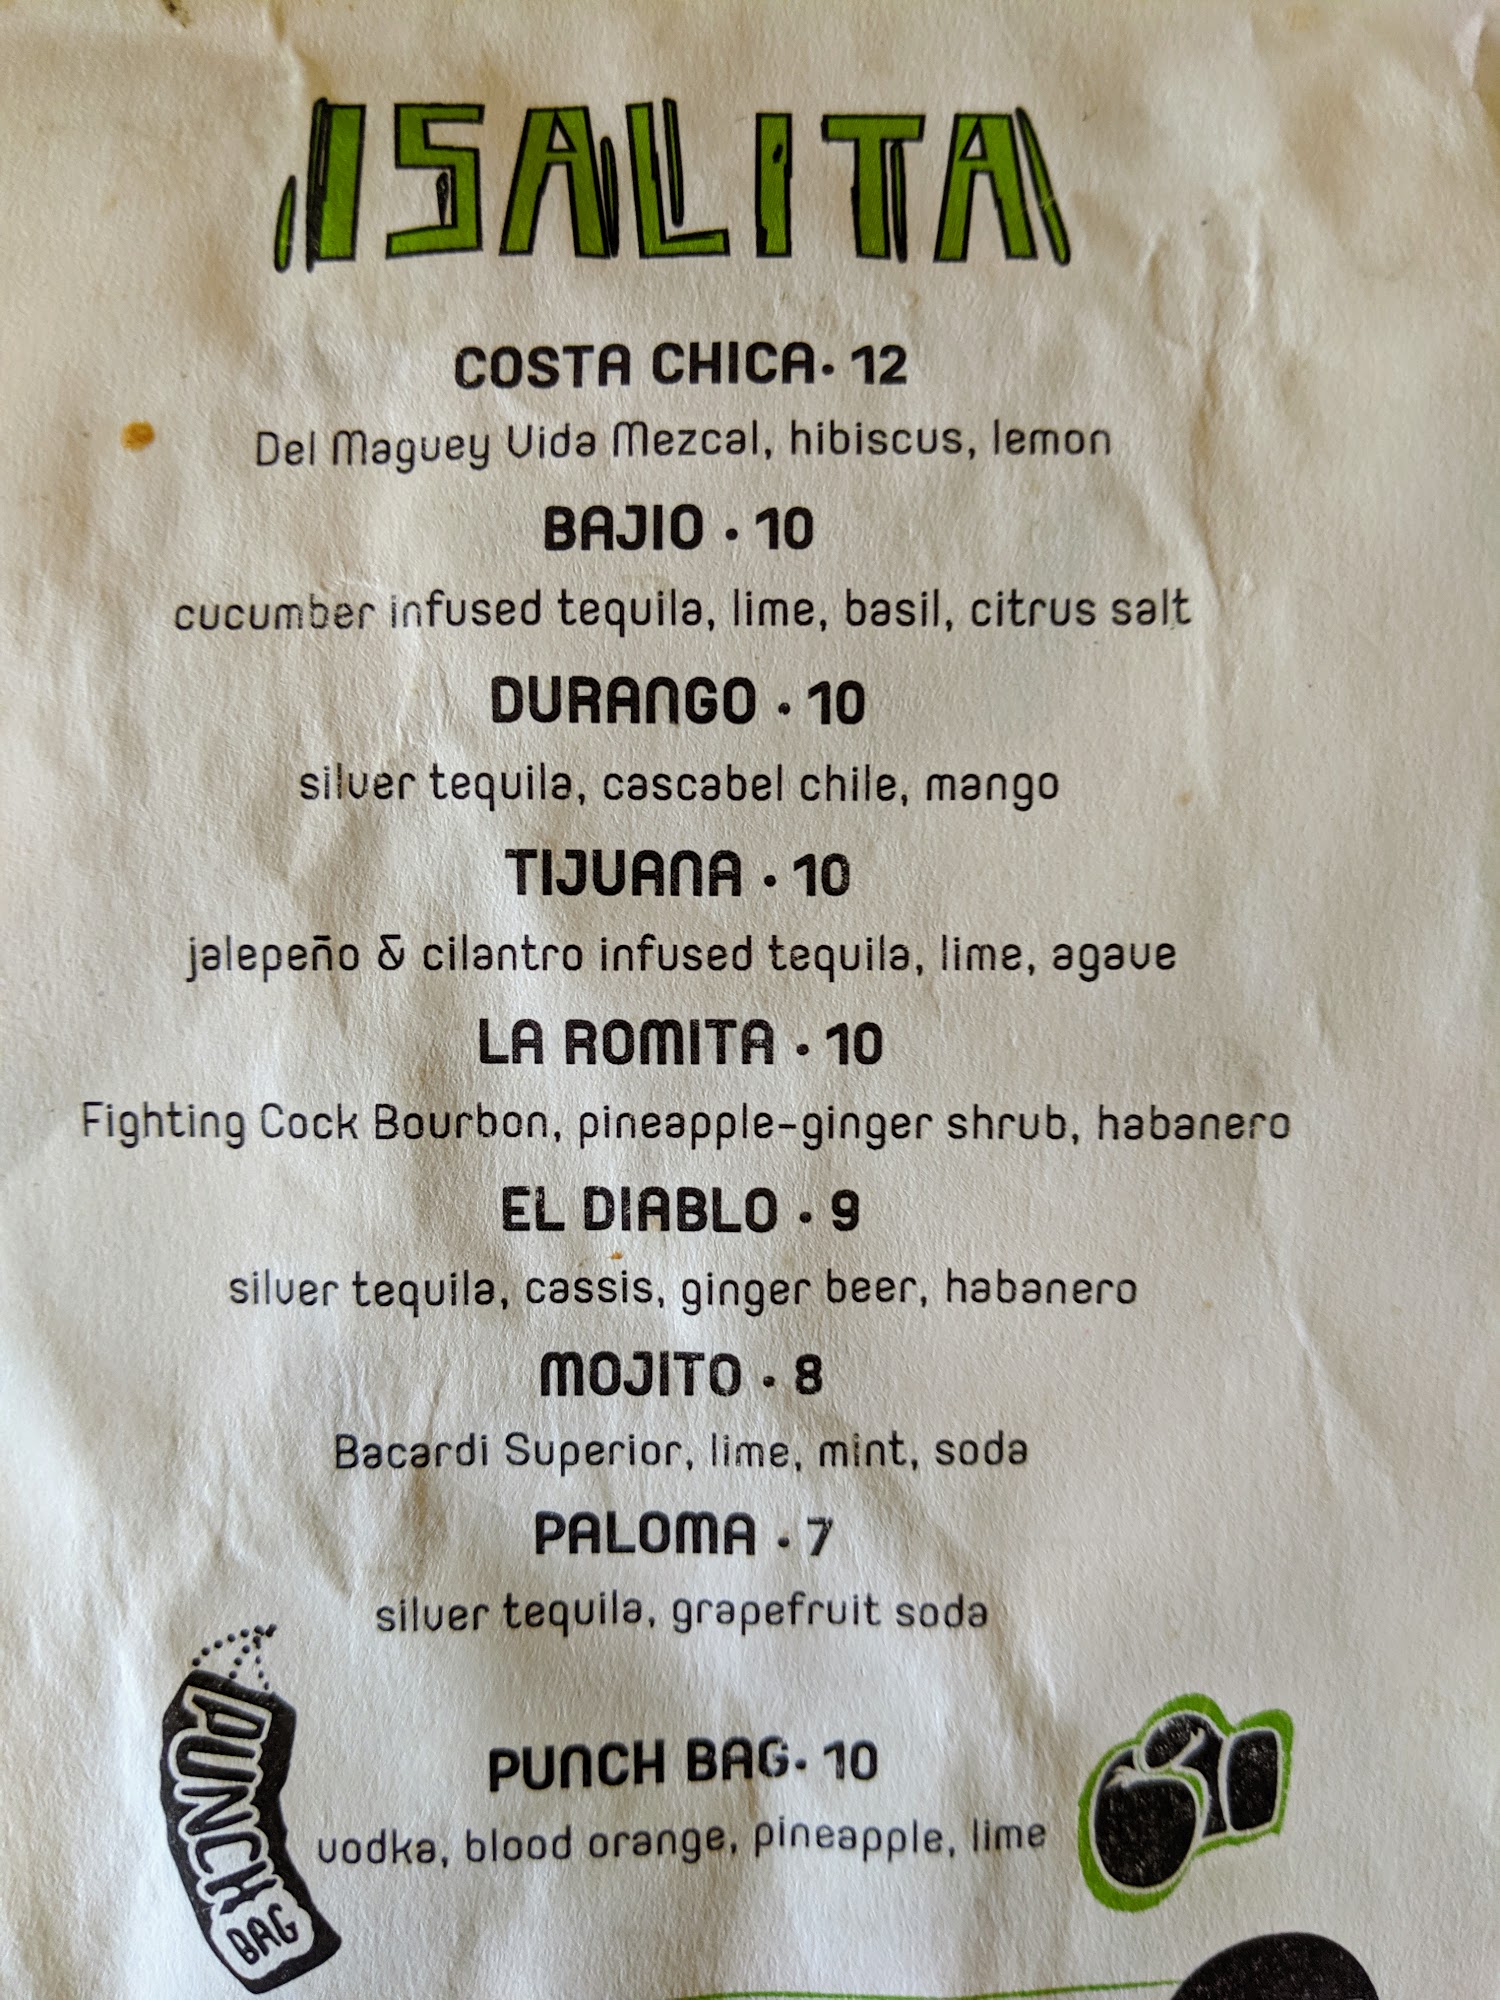 ISALITA
COSTA CHICA· 12
Del Maguey Vida Mezcal, hibiscus, lemon
BAJIO · 10
cucumber infused tequila, lime, basil, citrus salt
DURANGO · 10
silver tequila, cascabel chile, mango
TIJUANA · 10
jalepeño & cilantro infused tequila, lime, agave
LA ROMITA · 10
Fighting Cock Bourbon, pineapple-ginger shrub, habanero
EL DIABLO · 9
silver tequila, cassis, ginger beer, habanero
MOJITO · 8
Bacardi Superior, lime, mint, soda
PALOMA · 7
silver tequila, grapefruit soda
PUNCH BAG· 10
vodka, blood orange, pineapple, lime
PUNCH
BAG